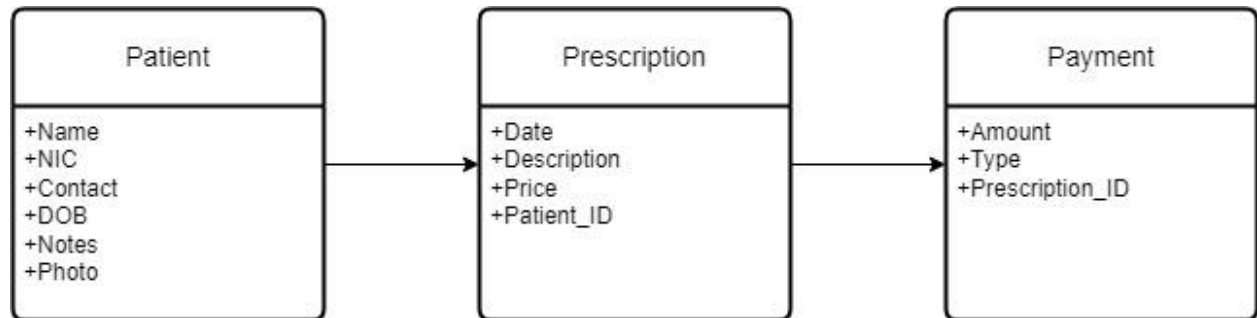 Patient
+Name
+NIC
+Contact
+DOB
+Notes
+Photo
Prescription
+Date
+Description
+Price
+Patient_ID
Payment
+Amount
+Type
+Prescription_ID